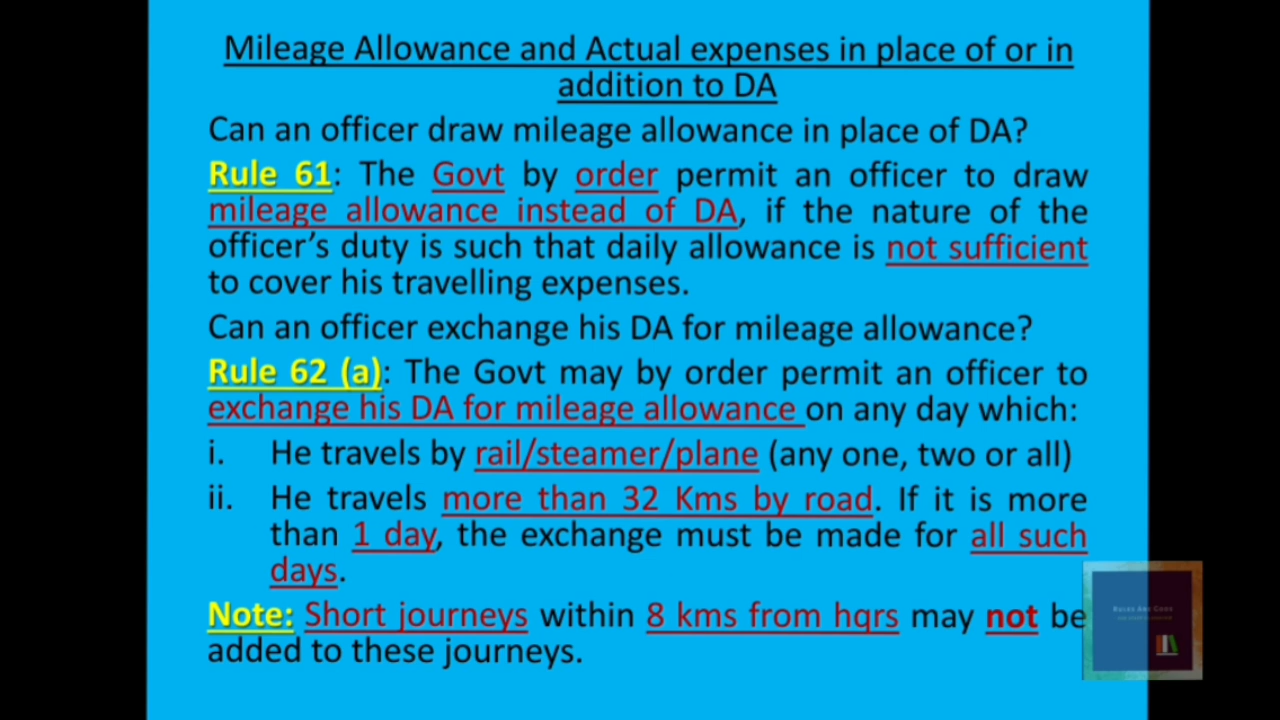 Mileage Allowance and Actual expenses in place of or in
addition to DA
Can an officer draw mileage allowance in place of DA?
Rule 61: The Govt by order permit an officer to draw
mileage allowance instead of DA, if the nature of the
officer's duty is such that daily allowance is not sufficient
to cover his travelling expenses.
Can an officer exchange his DA for mileage allowance?
Rule 62 (a): The Govt may by order permit an officer to
exchange his DA for mileage allowance on any day which:
i. He travels by rail/steamer/plane (any one, two or all)
ii. He travels more than 32 Kms by road. If it is more
than 1 day, the exchange must be made for all such
days.
Note: Short journeys within 8 kms from hqrs may not be
added to these journeys.
Rules And Codes